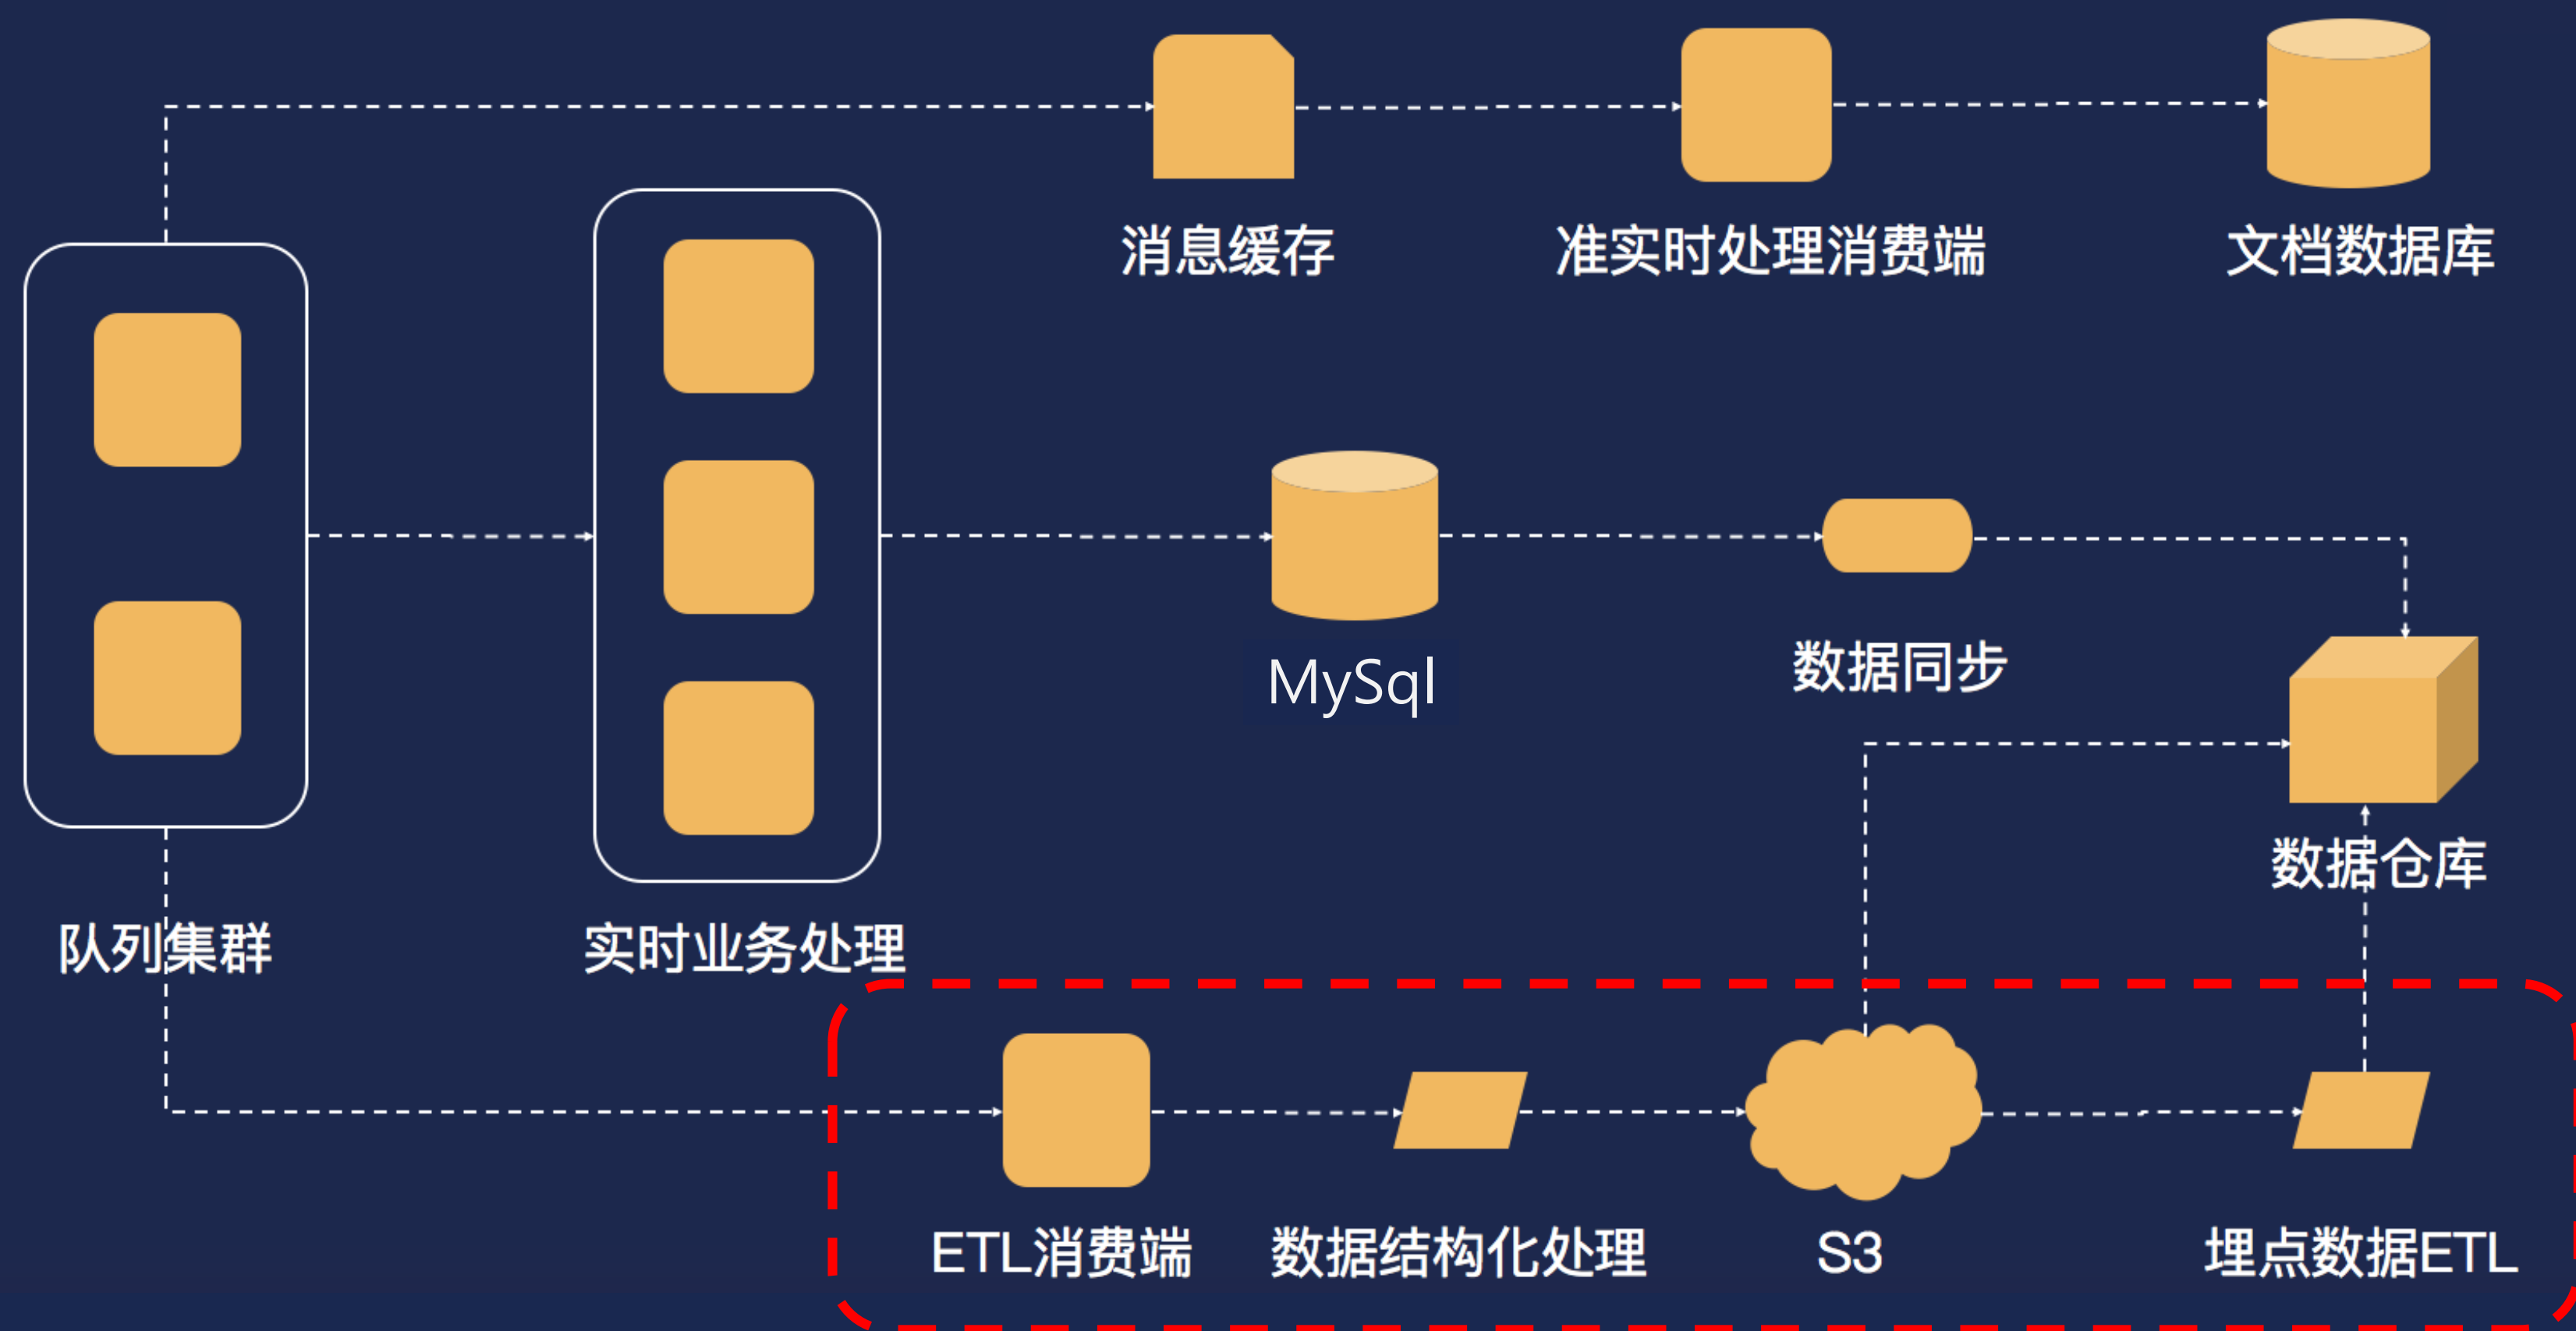 消息缓存
准实时处理消费端
文档数据库
MySql
数据同步
数据仓库
队列集群
实时业务处理
ETL消费端
数据结构化处理
S3
埋点数据ETL